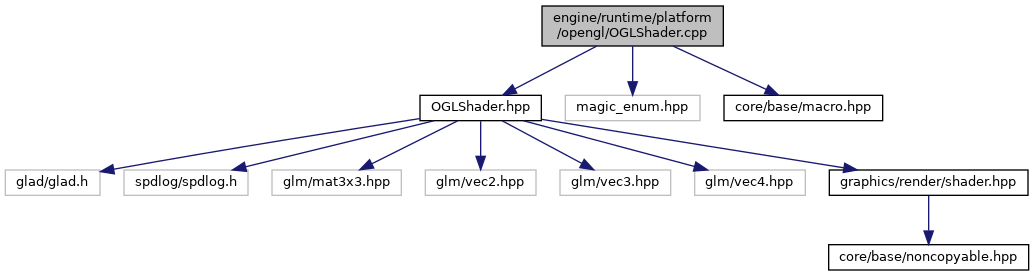 engine/runtime/platform
/opengl/OGLShader.cpp
OGLShader.hpp
magic_enum.hpp
core/base/macro.hpp
glad/glad.h
spdlog/spdlog.h
glm/mat3x3.hpp
glm/vec2.hpp
glm/vec3.hpp
glm/vec4.hpp
graphics/render/shader.hpp
core/base/noncopyable.hpp